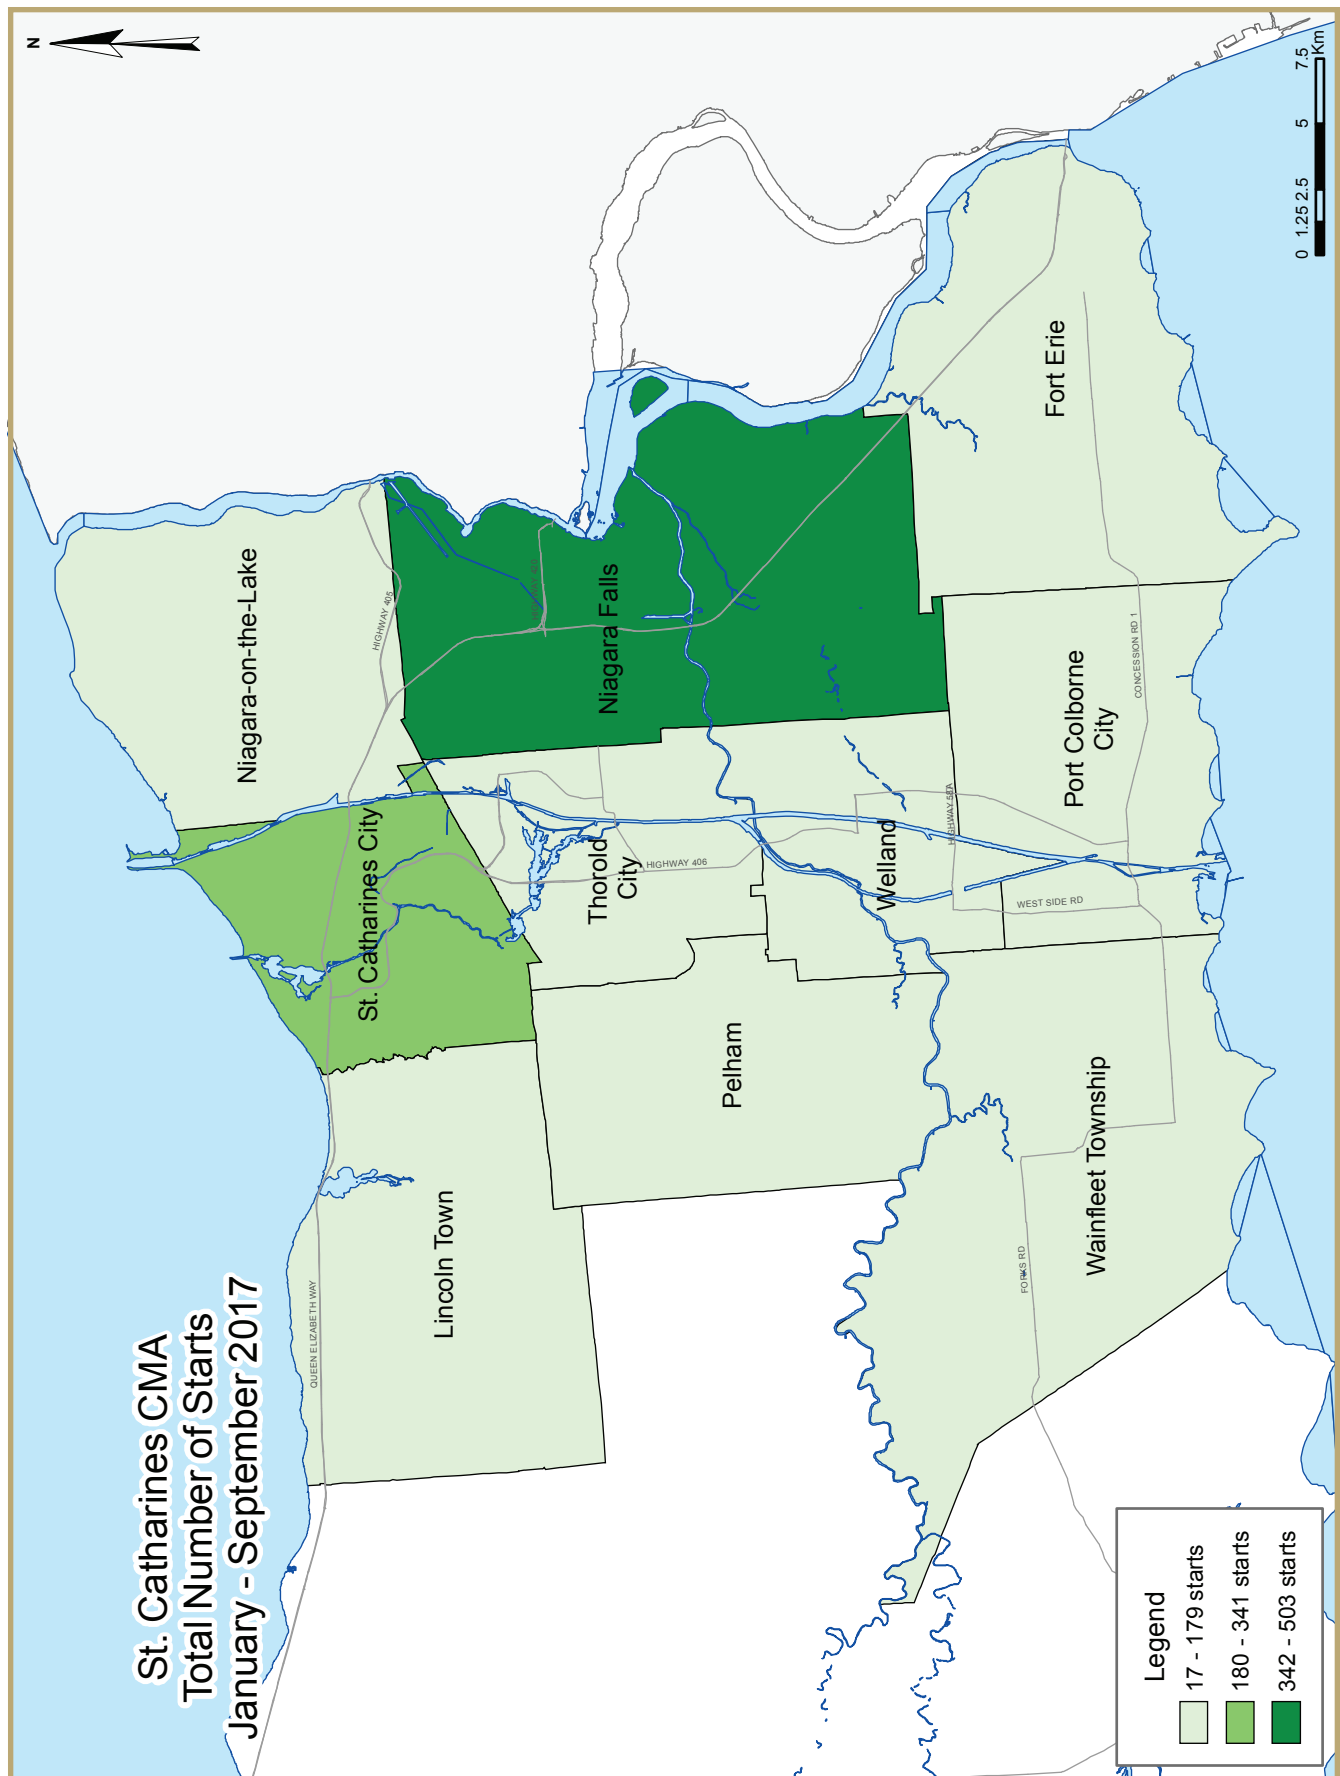 St. Catharines CMA
Total Number of Starts
January - September 2017
N
Niagara-on-the-Lake
HIGHWAY 405
St. Catharines City
QUEEN ELIZABETH WAY
Lincoln Town
Niagara Falls
Thorold
City
HIGHWAY 406
Pelham
Welland
HIGHWAY 58A
WEST SIDE RD
Fort Erie
Port Colborne
City
CONCESSION RD 1
Wainfleet Township
FORKS RD
Legend
17 - 179 starts
180 - 341 starts
342 - 503 starts
0 1.25 2.5 5 7.5
Km